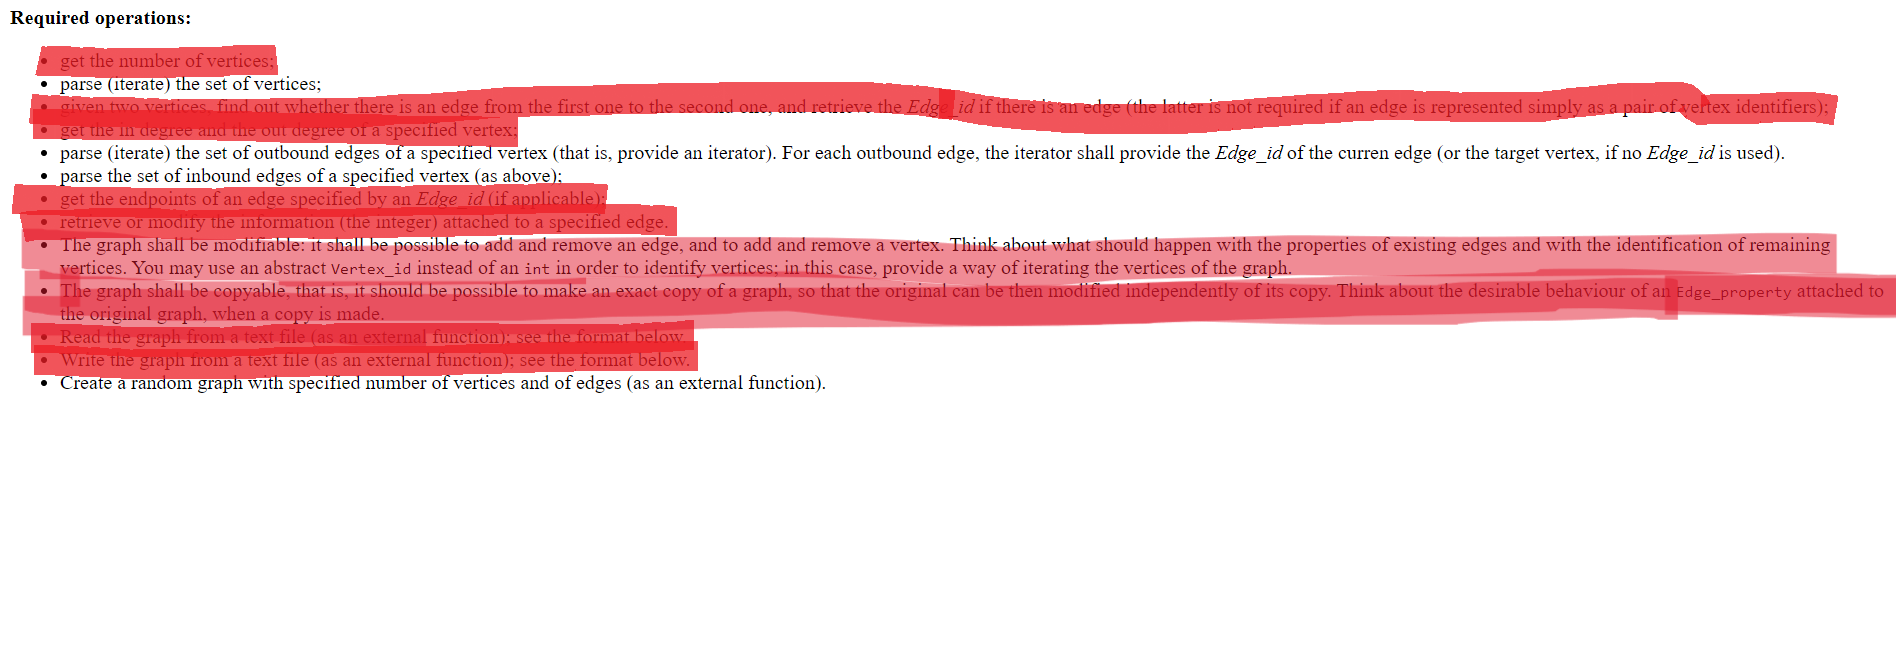 Required operations:
get the number of vertices;
parse (iterate) the set of vertices;
given two vertices, find out whether there is an edge from the first one to the second one, and retrieve the Edge_id if there is an edge (the latter is not required if an edge is represented simply as a pair of vertex identifiers);
get the in degree and the out degree of a specified vertex;
parse (iterate) the set of outbound edges of a specified vertex (that is, provide an iterator). For each outbound edge, the iterator shall provide the Edge_id of the curren edge (or the target vertex, if no Edge_id is used).
parse the set of inbound edges of a specified vertex (as above);
get the endpoints of an edge specified by an Edge_id (if applicable);
retrieve or modify the information (the integer) attached to a specified edge.
The graph shall be modifiable: it shall be possible to add and remove an edge, and to add and remove a vertex. Think about what should happen with the properties of existing edges and with the identification of remaining
vertices. You may use an abstract Vertex_id instead of an int in order to identify vertices; in this case, provide a way of iterating the vertices of the graph.
The graph shall be copyable, that is, it should be possible to make an exact copy of a graph, so that the original can be then modified independently of its copy. Think about the desirable behaviour of an Edge_property attached to
the original graph, when a copy is made.
Read the graph from a text file (as an external function); see the format below.
Write the graph from a text file (as an external function); see the format below.
Create a random graph with specified number of vertices and of edges (as an external function).